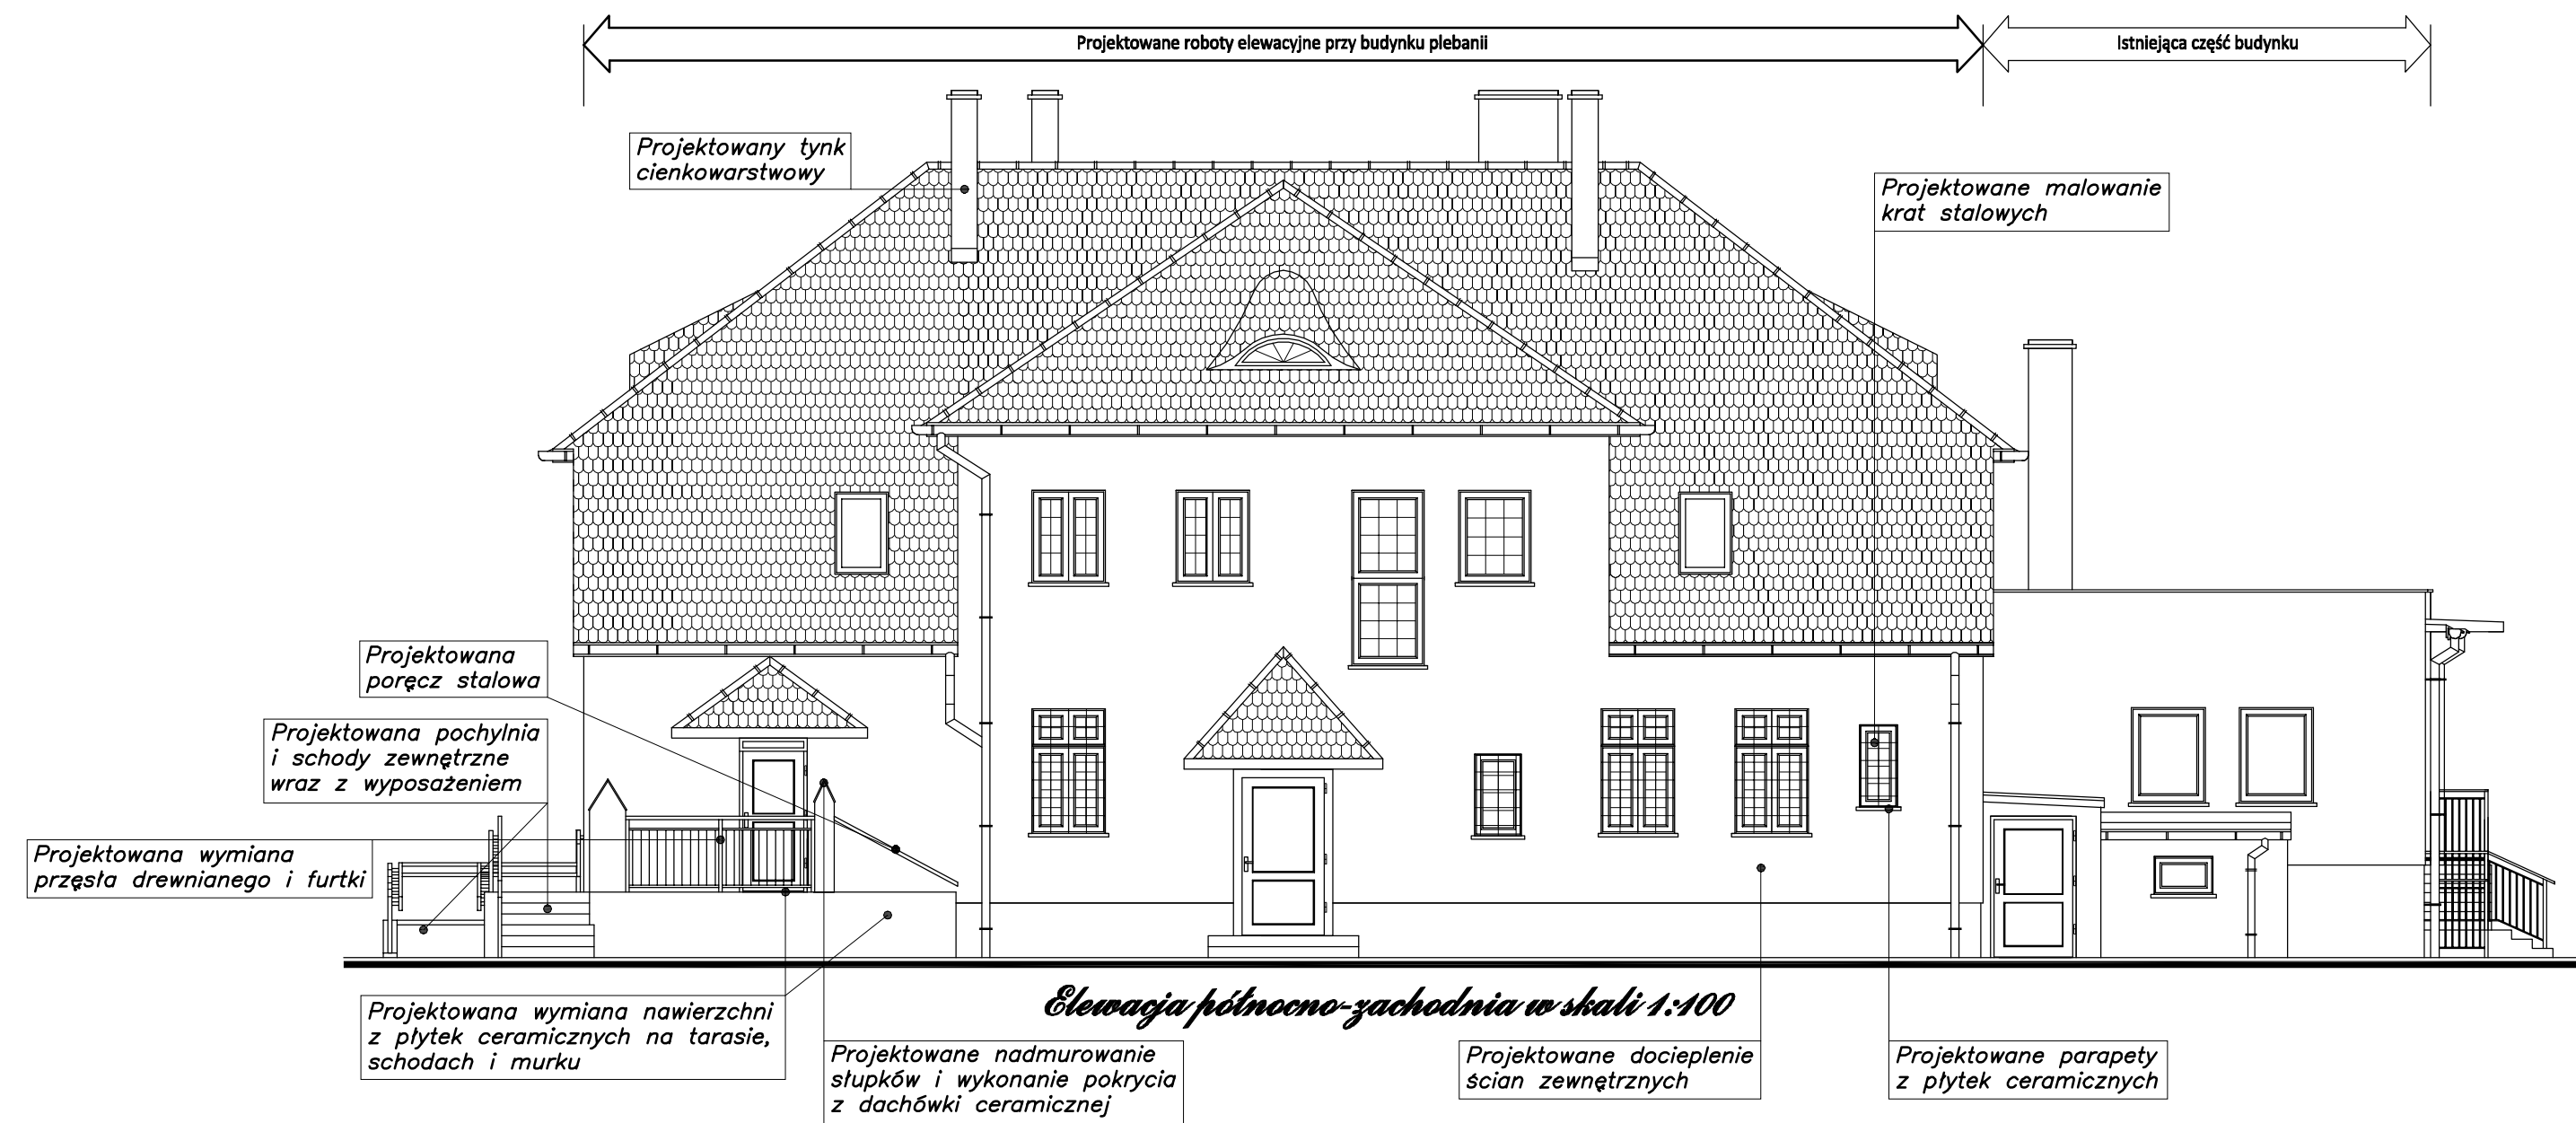 Projektowane roboty elewacyjne przy budynku plebanii
Istniejąca część budynku
Projektowany tynk
cienkowarstwowy
Projektowane malowanie
krat stalowych
Projektowana
poręcz stalowa
Projektowana pochylnia
i schody zewnętrzne
wraz z wyposażeniem
Projektowana wymiana
przęsła drewnianego i furtki
Projektowana wymiana nawierzchni
z płytek ceramicznych na tarasie,
schodach i murku
Elewacja północno-zachodnia w skali 1:100
Projektowane nadmurowanie
słupków i wykonanie pokrycia
z dachówki ceramicznej
Projektowane docieplenie
ścian zewnętrznych
Projektowane parapety
z płytek ceramicznych